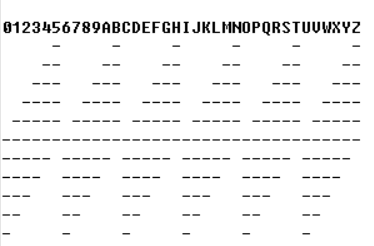 0123456789ABCDEFGHIJKLMNOPQRSTUVWXYZ
     -     -     -     -     -     -
    --    --    --    --    --    --
   ---   ---   ---   ---   ---   ---
  ----  ----  ----  ----  ----  ----
 ----- ----- ----- ----- ----- -----
------------------------------------
----- ----- ----- ----- ----- -----
----  ----  ----  ----  ----  ----
---   ---   ---   ---   ---   ---
--    --    --    --    --    --
-     -     -     -     -     -